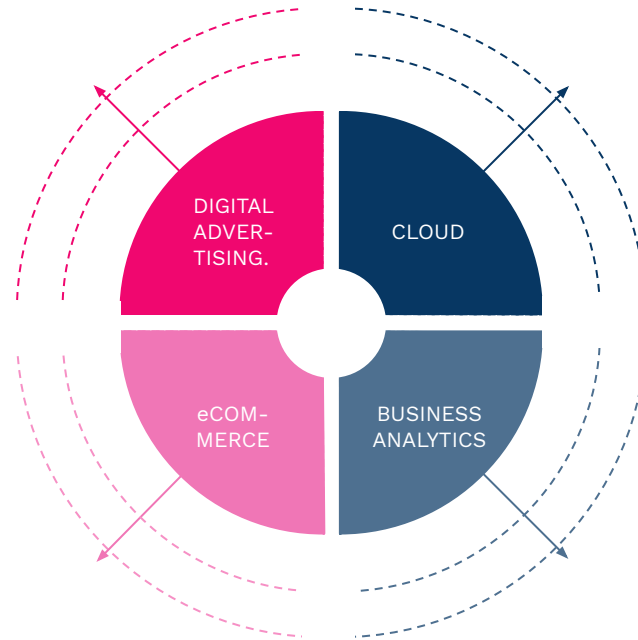 DIGITAL
ADVER-
TISING.
CLOUD
eCOM-
MERCE
BUSINESS
ANALYTICS